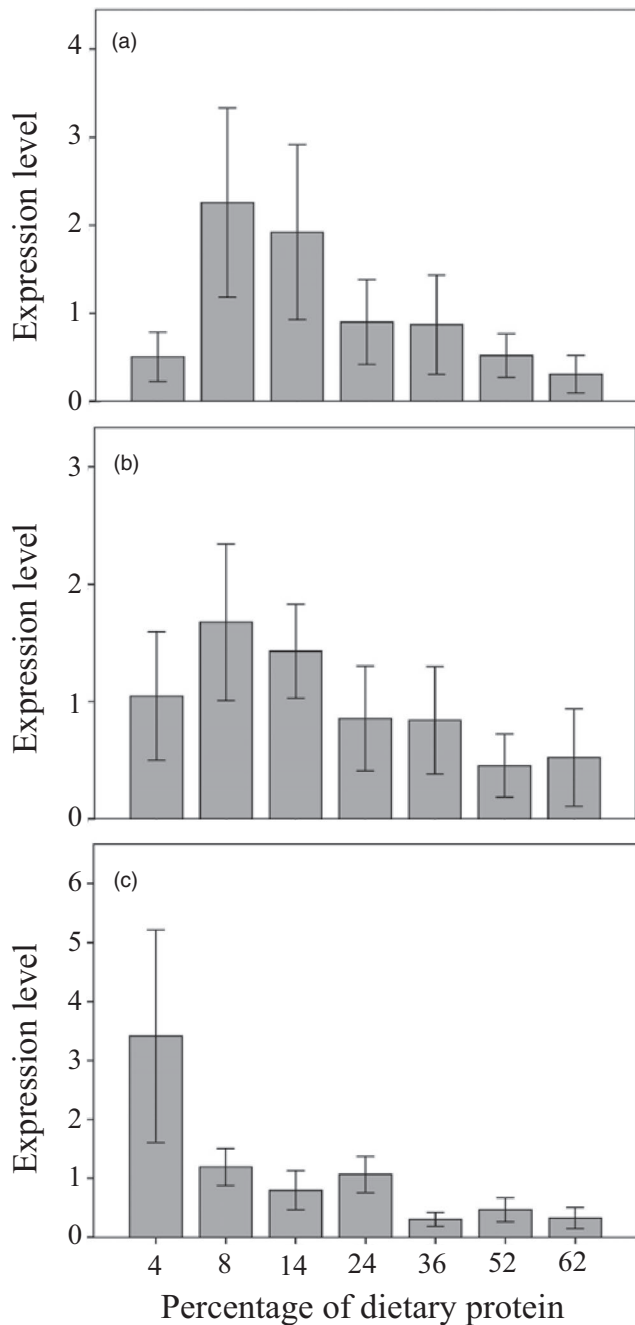 (a)
Expression level
4
3
2
1
0
(b)
Expression level
3
2
1
0
(c)
Expression level
6
5
4
3
2
1
0
4 8 14 24 36 52 62
Percentage of dietary protein